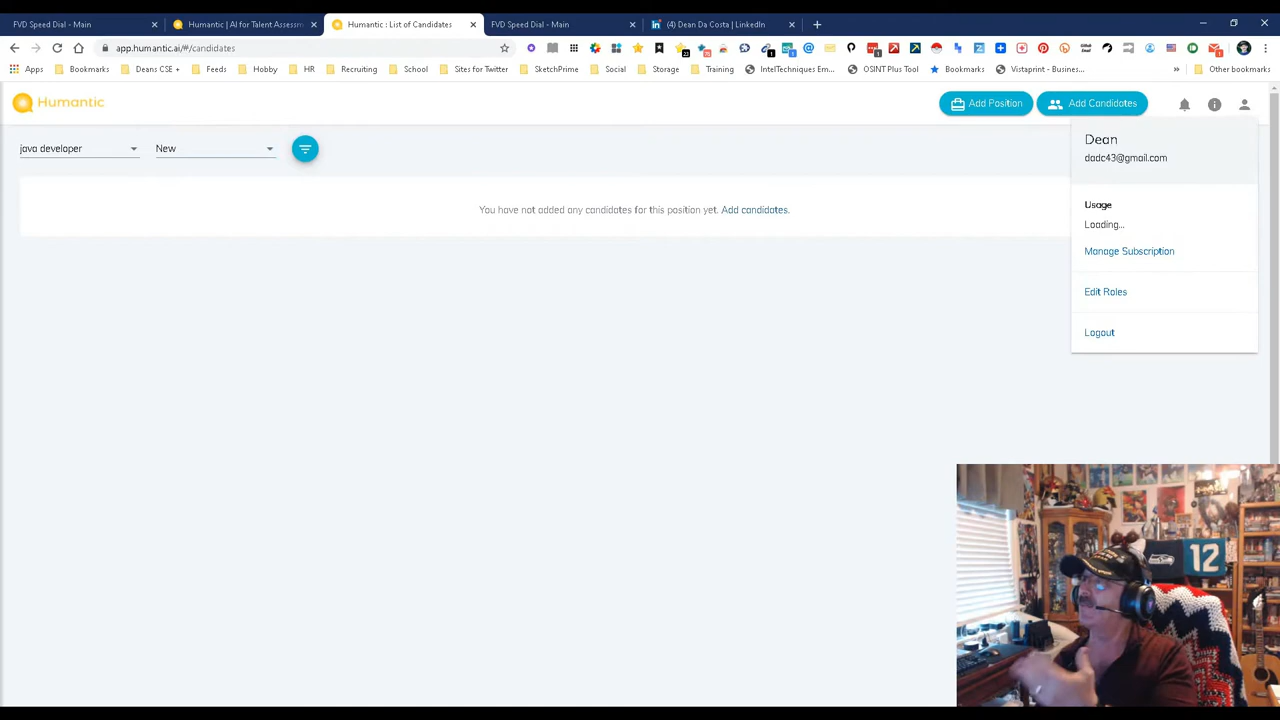 FVD Speed Dial - Main
Humantic | AI for Talent Assessm
Humantic : List of Candidates
FVD Speed Dial - Main
(4) Dean Da Costa | LinkedIn
app.humantic.ai/#/candidates
Apps
Bookmarks
Deans CSE +
Feeds
Hobby
HR
Recruiting
School
Sites for Twitter
SketchPrime
Social
Storage
Training
IntelTechniques Em...
OSINT Plus Tool
Bookmarks
Vistaprint - Busines...
Other bookmarks
Humantic
Add Position
Add Candidates
java developer
New
Dean
dadc43@gmail.com
You have not added any candidates for this position yet. Add candidates.
Usage
Loading...
Manage Subscription
Edit Roles
Logout
12